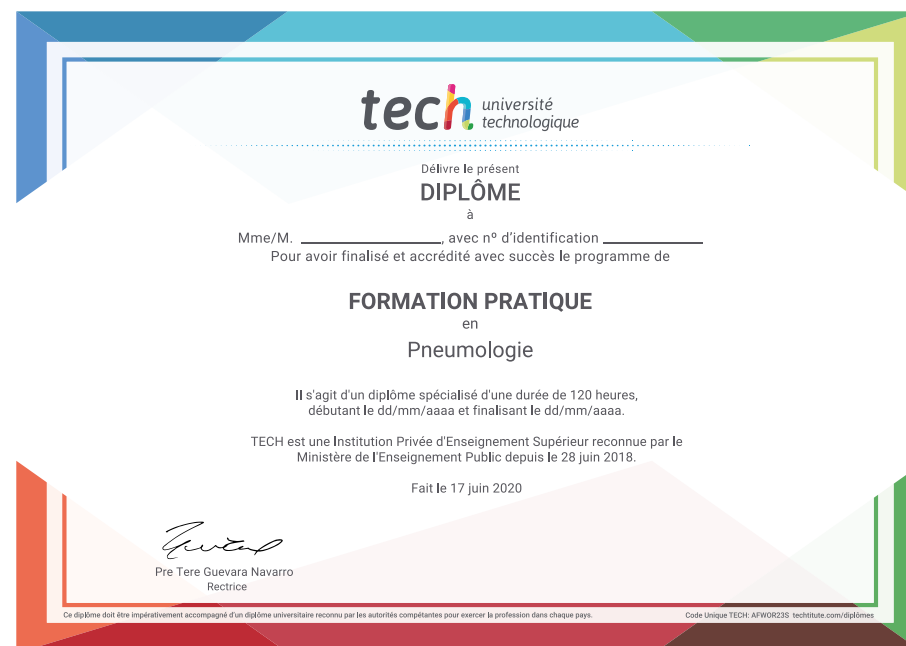 tech université
technologique
Délivre le présent
DIPLÔME
à
Mme/M. ____________________, avec nº d'identification ______________
Pour avoir finalisé et accrédité avec succès le programme de
FORMATION PRATIQUE
en
Pneumologie
Il s'agit d'un diplôme spécialisé d'une durée de 120 heures,
débutant le dd/mm/aaaa et finalisant le dd/mm/aaaa.
TECH est une Institution Privée d'Enseignement Supérieur reconnue par le
Ministère de l'Enseignement Public depuis le 28 juin 2018.
Fait le 17 juin 2020
Pre Tere Guevara Navarro
Rectrice
Ce diplôme doit être impérativement accompagné d'un diplôme universitaire reconnu par les autorités compétentes pour exercer la profession dans chaque pays.
Code Unique TECH: AFWOR23S techtitute.com/diplômes